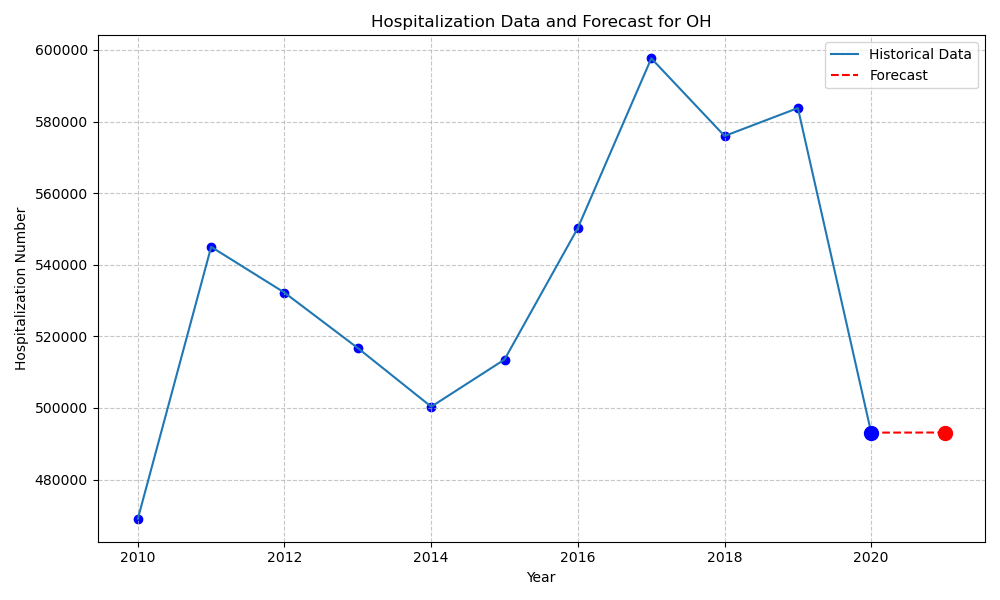 Hospitalization Data and Forecast for OH
Historical Data
Forecast
Hospitalization Number
600000
580000
560000
540000
520000
500000
480000
2010
2012
2014
2016
2018
2020
Year